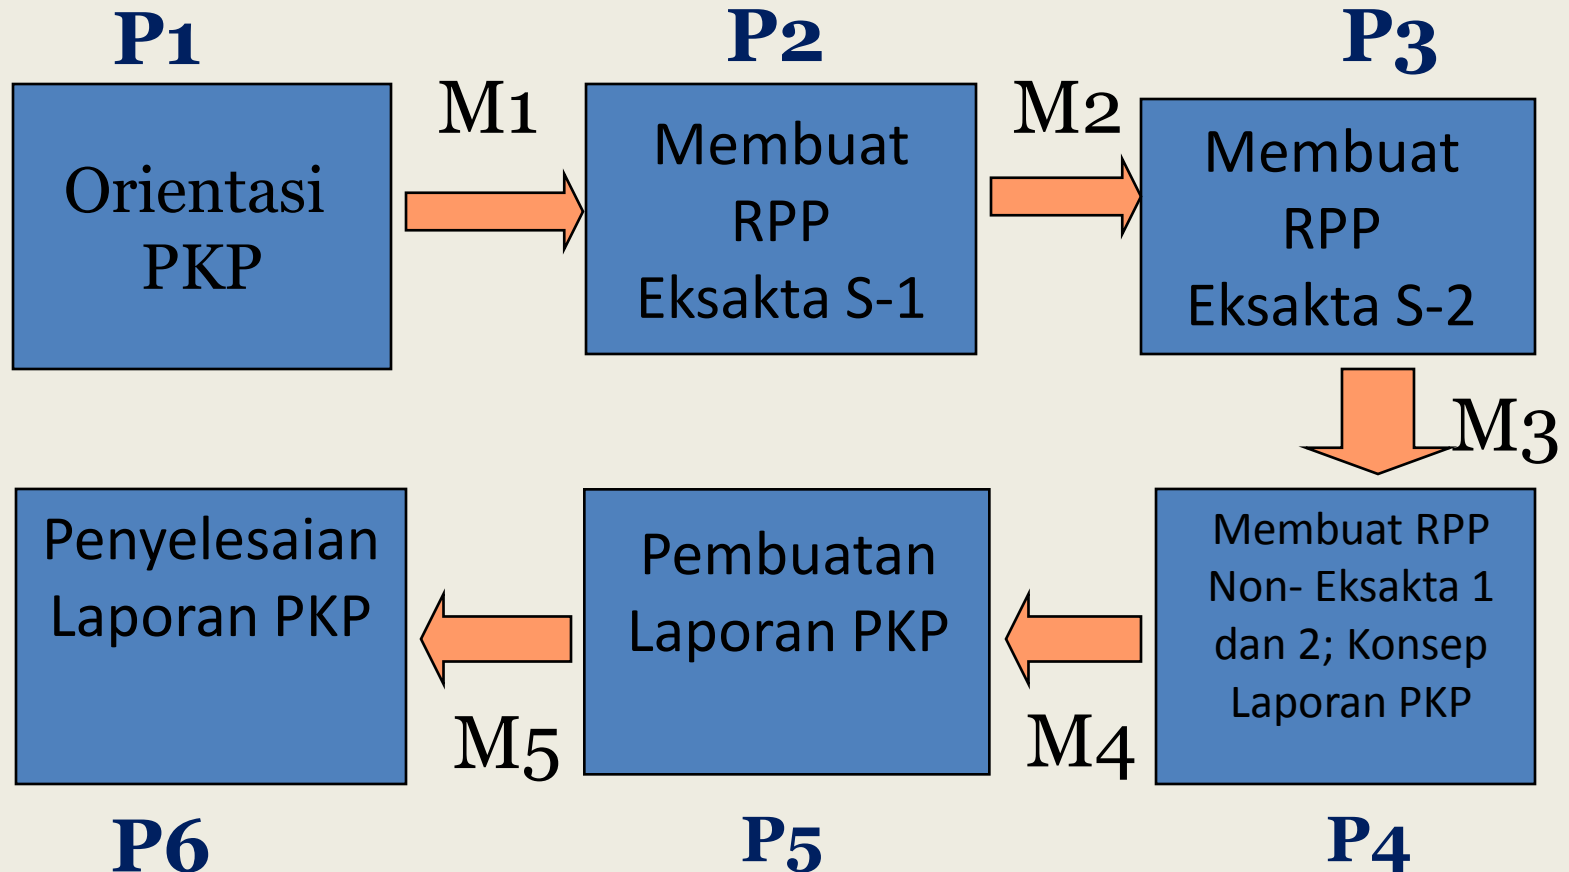 P1
P2
P3
Orientasi
PKP
M1
Membuat
RPP
Eksakta S-1
M2
Membuat
RPP
Eksakta S-2
M3
Membuat RPP
Non- Eksakta 1
dan 2; Konsep
Laporan PKP
M4
Pembuatan
Laporan PKP
M5
Penyelesaian
Laporan PKP
P6
P5
P4